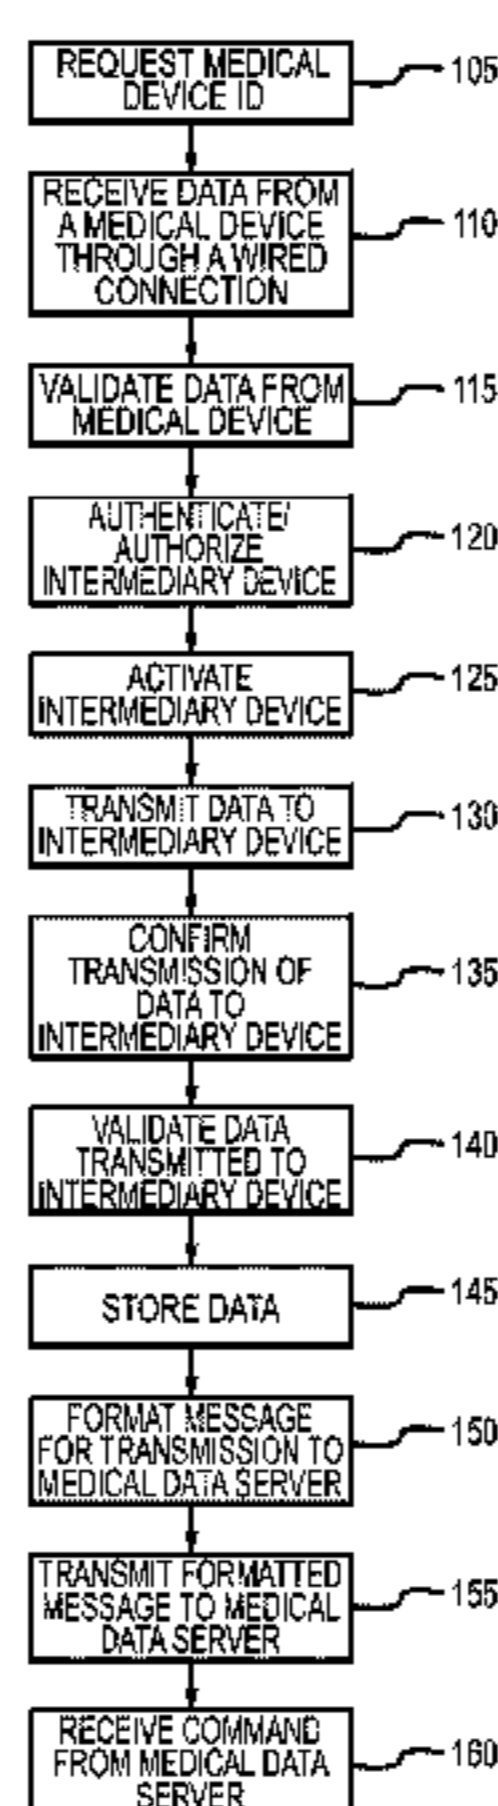 REQUEST MEDICAL
DEVICE ID
105
RECEIVE DATA FROM
A MEDICAL DEVICE
THROUGH A WIRED
CONNECTION
110
VALIDATE DATA FROM
MEDICAL DEVICE
115
AUTHENTICATE/
AUTHORIZE
INTERMEDIARY DEVICE
120
ACTIVATE
INTERMEDIARY DEVICE
125
TRANSMIT DATA TO
INTERMEDIARY DEVICE
130
CONFIRM
TRANSMISSION OF
DATA TO
INTERMEDIARY DEVICE
135
VALIDATE DATA
TRANSMITTED TO
INTERMEDIARY DEVICE
140
STORE DATA
145
FORMAT MESSAGE
FOR TRANSMISSION TO
MEDICAL DATA SERVER
150
TRANSMIT FORMATTED
MESSAGE TO MEDICAL
DATA SERVER
155
RECEIVE COMMAND
FROM MEDICAL DATA
SERVER
160